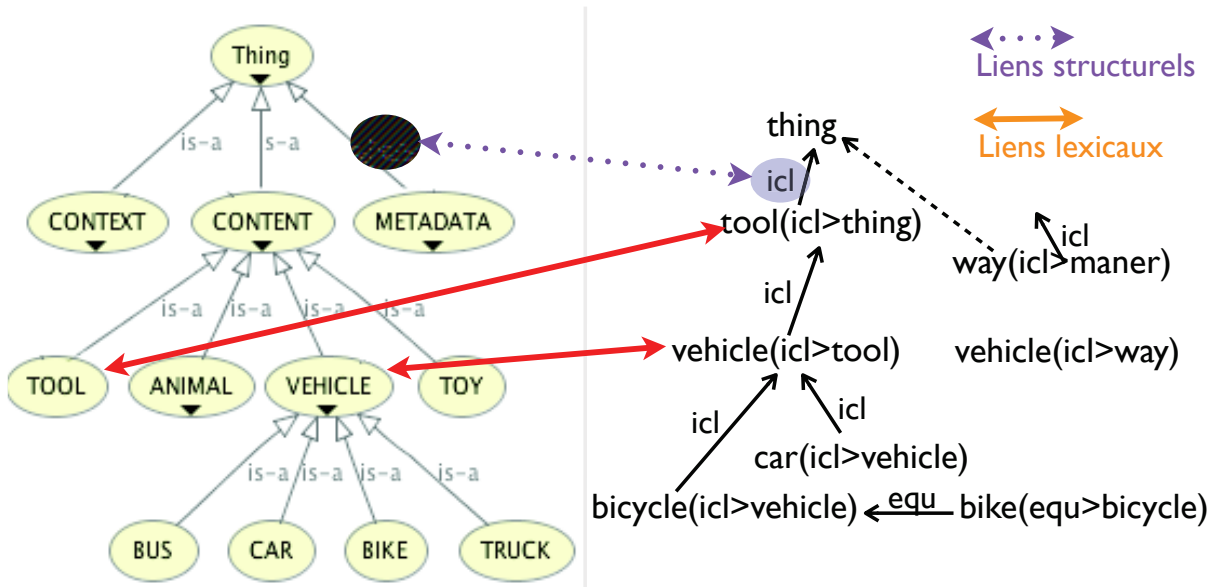 Thing
is-a
s-a
CONTEXT
CONTENT
METADATA
is-a
is-a
is-a
is-a
TOOL
ANIMAL
VEHICLE
TOY
is-a
is-a
is-a
is-a
BUS
CAR
BIKE
TRUCK
Liens structurels
Liens lexicaux
thing
icl
tool(icl>thing)
icl
way(icl>maner)
icl
vehicle(icl>tool)
vehicle(icl>way)
icl
icl
car(icl>vehicle)
bicycle(icl>vehicle)
equ
bike(equ>bicycle)